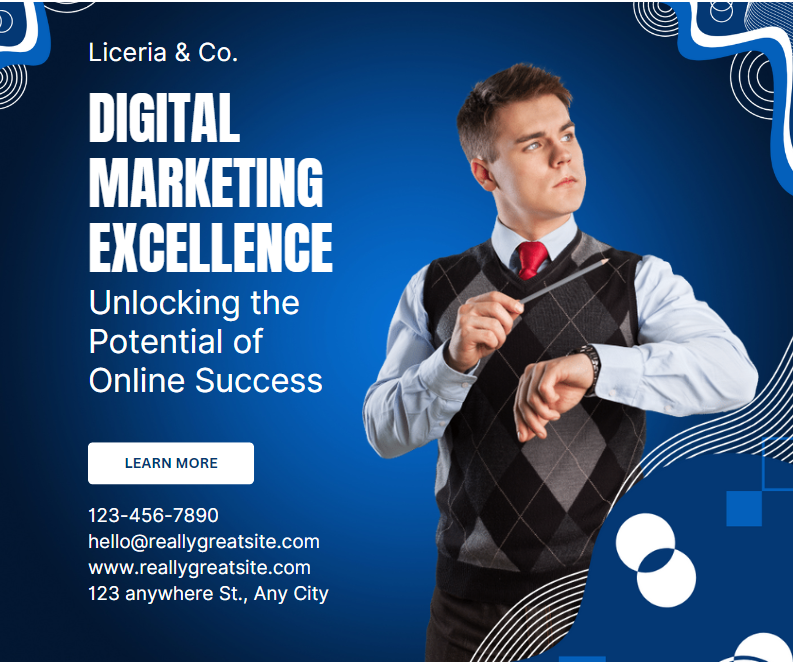 Liceria & Co.
DIGITAL
MARKETING
EXCELLENCE
Unlocking the
Potential of
Online Success
LEARN MORE
123-456-7890
hello@reallygreatsite.com
www.reallygreatsite.com
123 anywhere St., Any City